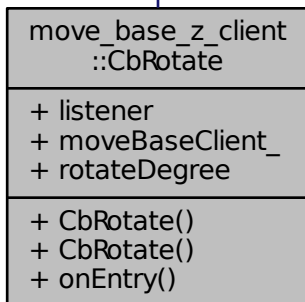 move_base_z_client
::CbRotate
+ listener
+ moveBaseClient_
+ rotateDegree
+ CbRotate()
+ CbRotate()
+ onEntry()